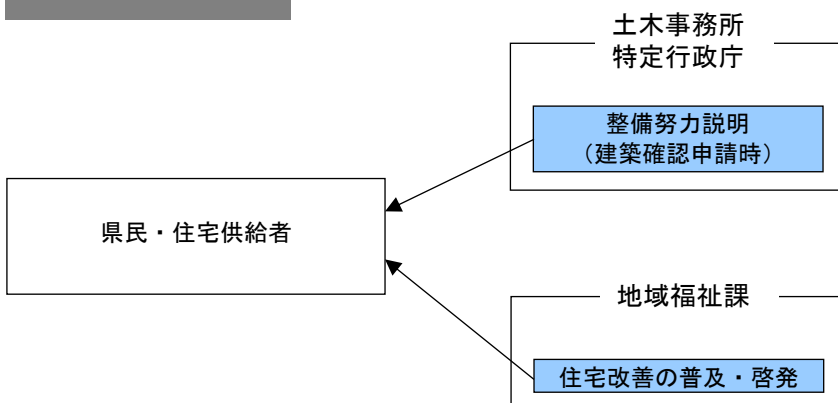 土木事務所
特定行政庁
整備努力説明
（建築確認申請時）
県民・住宅供給者
地域福祉課
住宅改善の普及・啓発